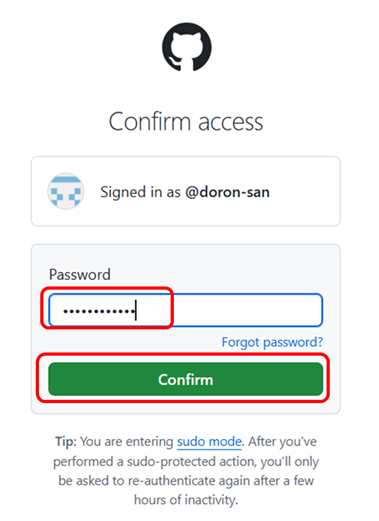 Confirm access
Signed in as @doron-san
Password
••••••••••••
Forgot password?
Confirm
Tip: You are entering sudo mode. After you've
performed a sudo-protected action, you'll only
be asked to re-authenticate again after a few
hours of inactivity.